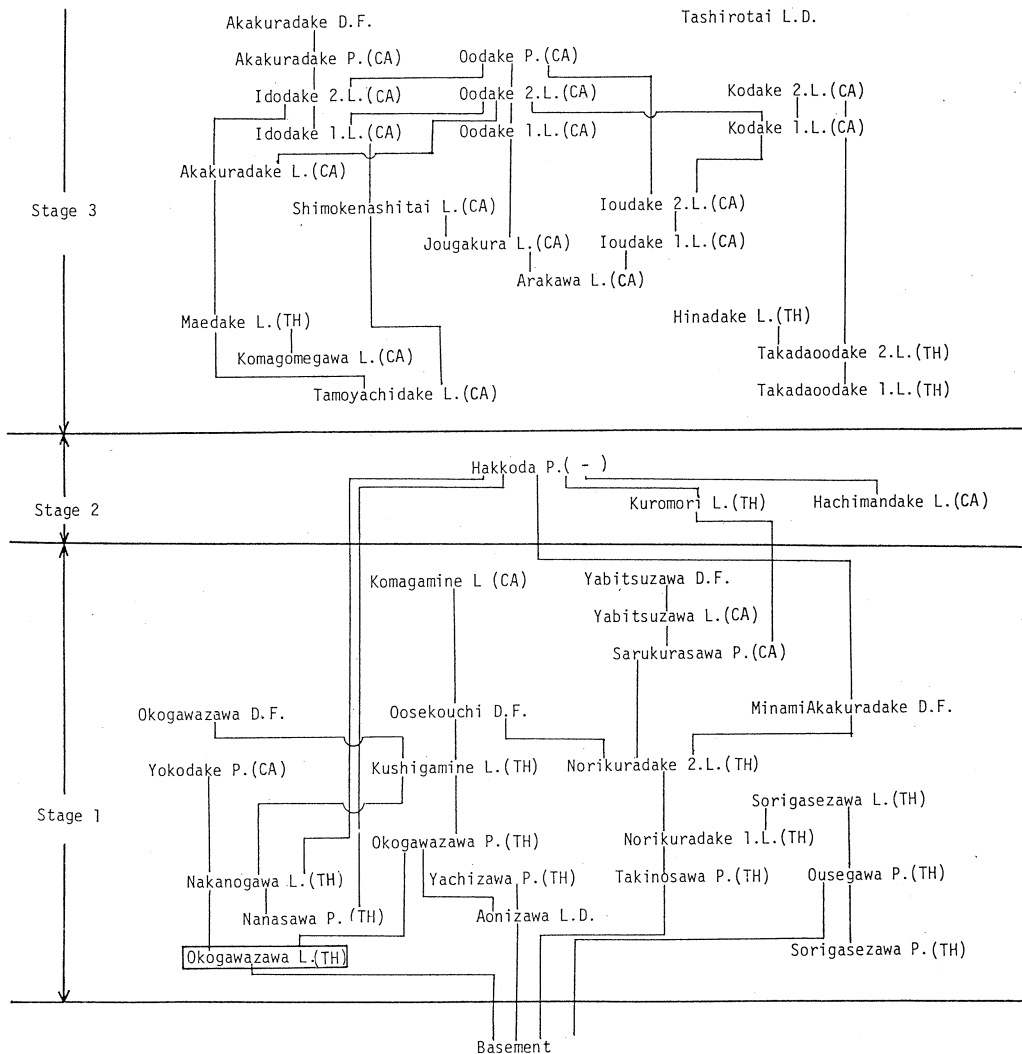 Akakuradake D.F.
Tashirotai L.D.
Akakuradake P.(CA)
Oodake P.(CA)
Idodake 2.L.(CA)
Oodake 2.L.(CA)
Kodake 2.L.(CA)
Idodake 1.L.(CA)
Oodake 1.L.(CA)
Kodake 1.L.(CA)
Akakuradake L.(CA)
Stage 3
Shimokenashitai L.(CA)
Ioudake 2.L.(CA)
Jougakura L.(CA)
Ioudake 1.L.(CA)
Arakawa L.(CA)
Maedake L.(TH)
Hinadake L.(TH)
Komagomegawa L.(CA)
Takadaoodake 2.L.(TH)
Tamoyachidake L.(CA)
Takadaoodake 1.L.(TH)
Hakkoda P.( - )
Stage 2
Kuromori L.(TH)
Hachimandake L.(CA)
Komagamine L (CA)
Yabitsuzawa D.F.
Yabitsuzawa L.(CA)
Sarukurasawa P.(CA)
Okogawazawa D.F.
Oosekouchi D.F.
MinamiAkakuradake D.F.
Yokodake P.(CA)
Kushigamine L.(TH)
Norikuradake 2.L.(TH)
Stage 1
Sorigasezawa L.(TH)
Okogawazawa P.(TH)
Norikuradake 1.L.(TH)
Nakanogawa L.(TH)
Yachizawa P.(TH)
Takinosawa P.(TH)
Ousegawa P.(TH)
Nanasawa P.(TH)
Aonizawa L.D.
Okogawazawa L.(TH)
Sorigasezawa P.(TH)
Basement